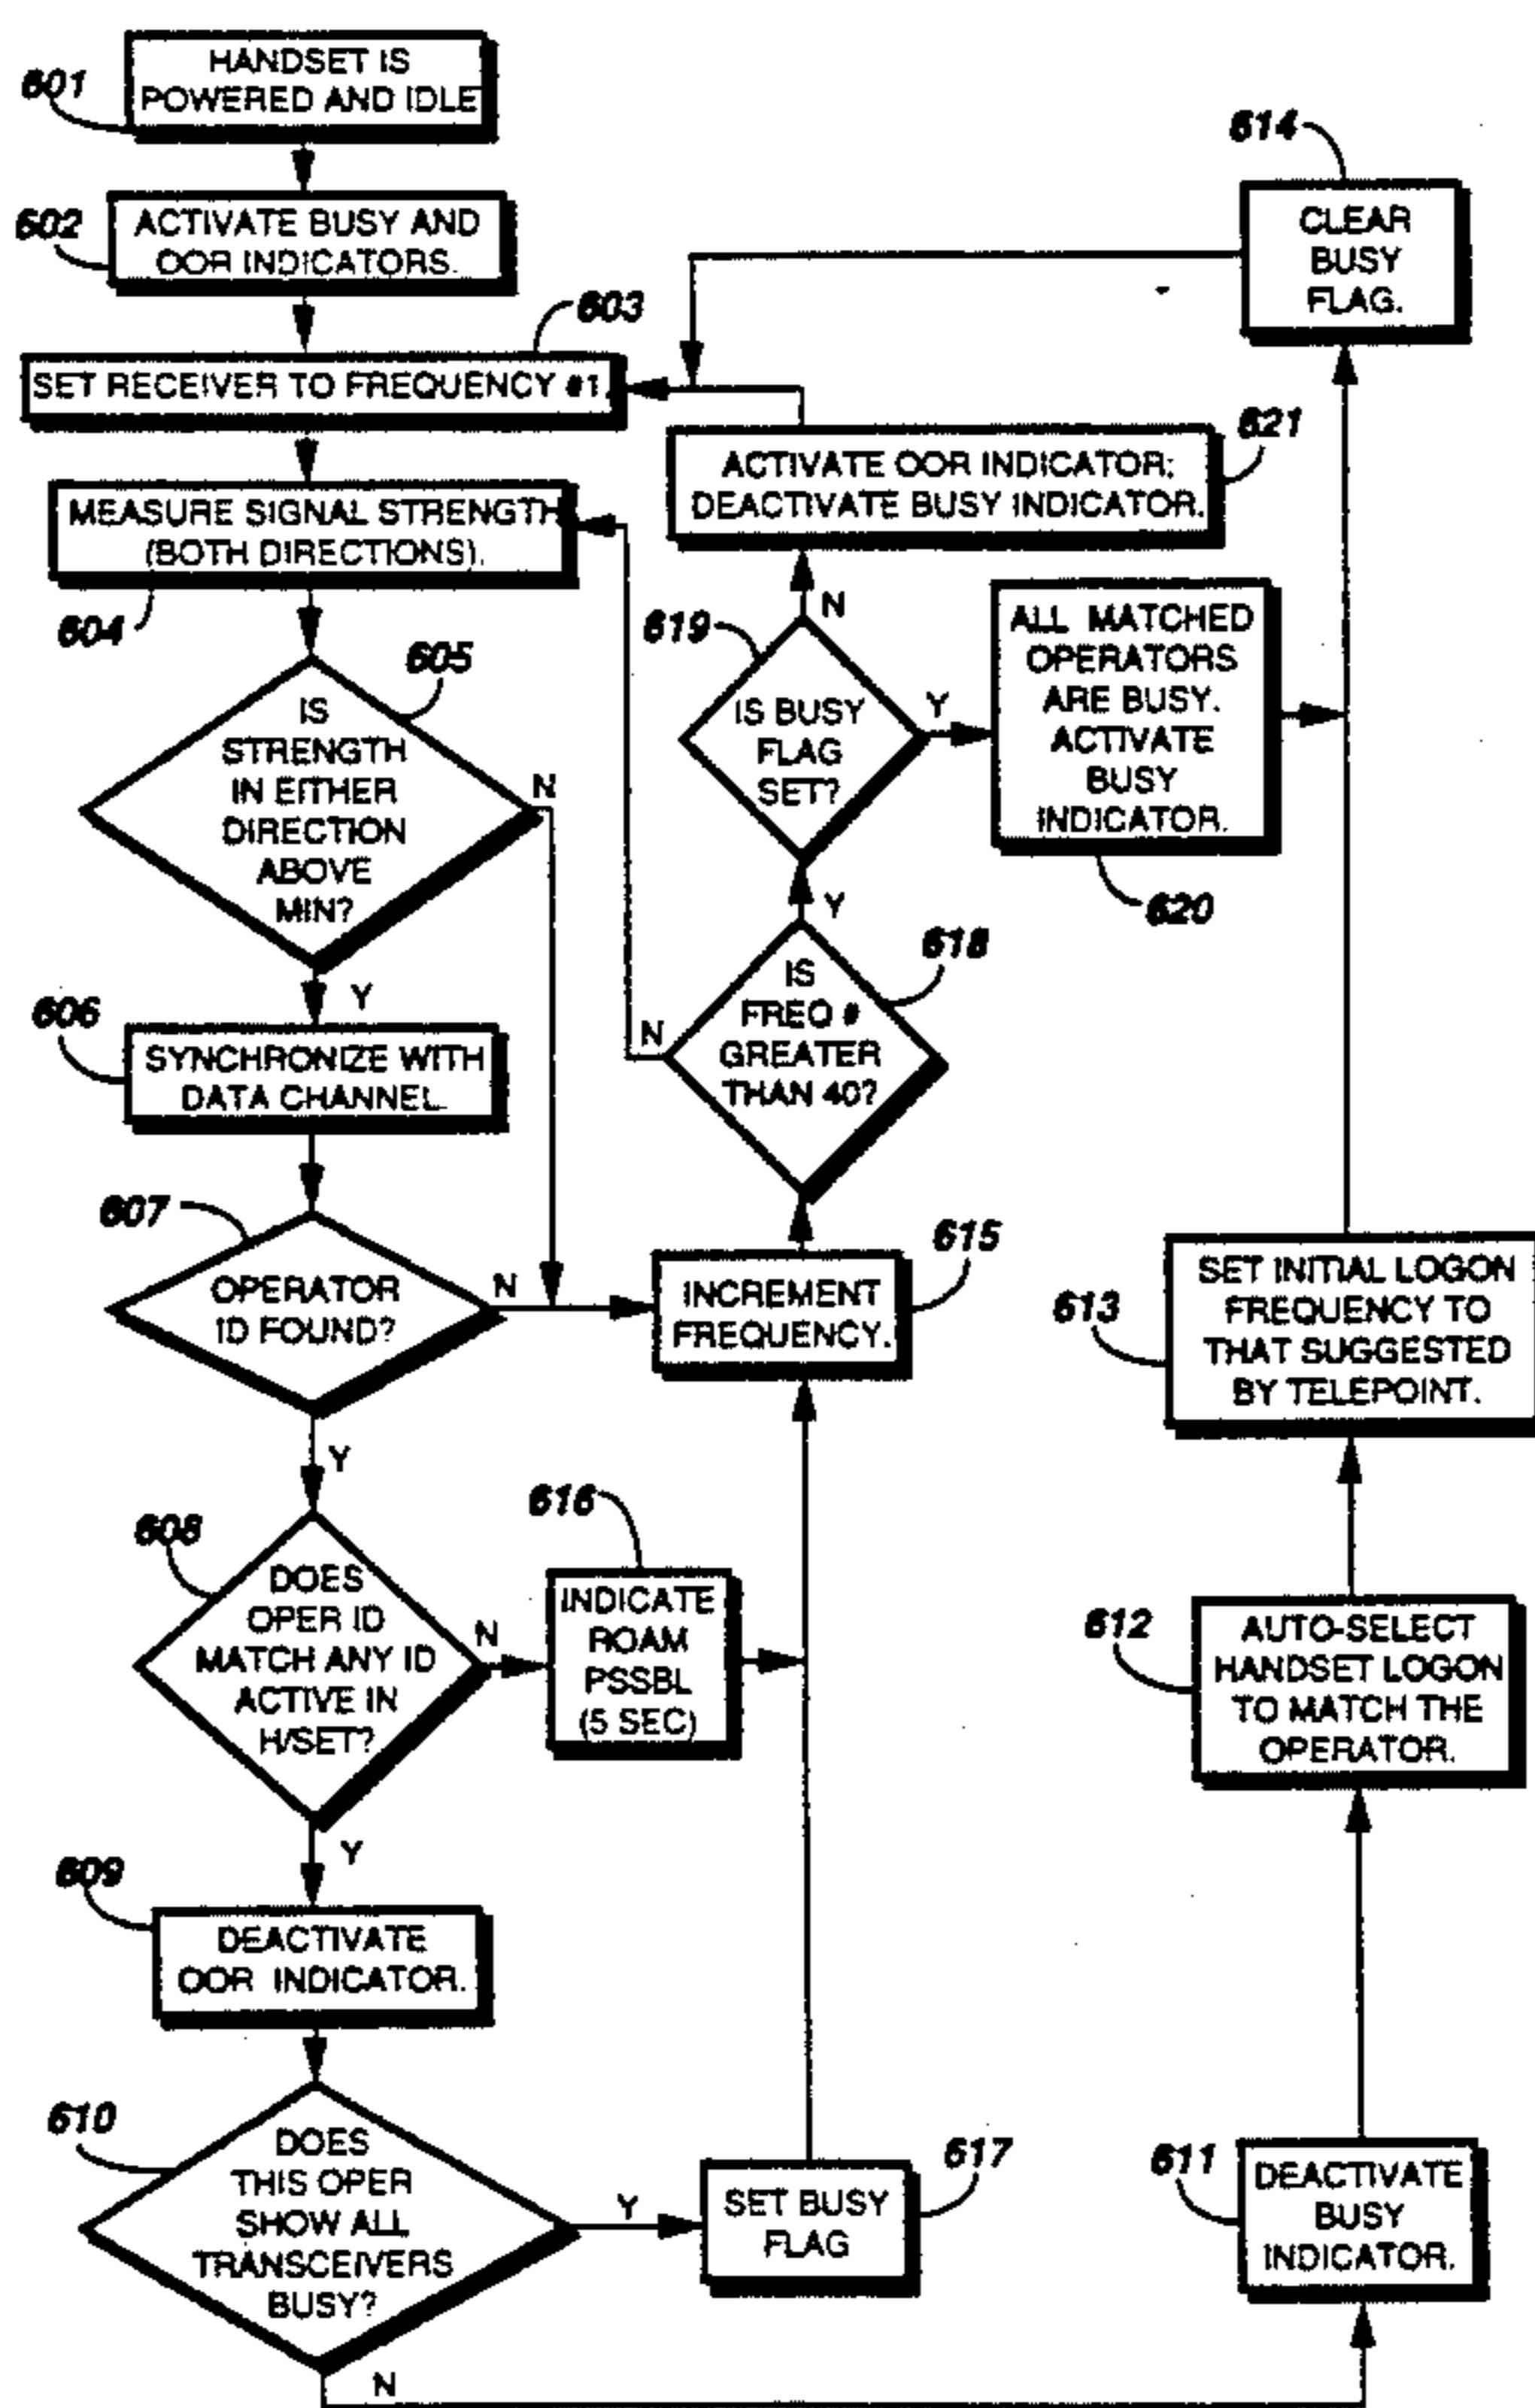 601
HANDSET IS
POWERED AND IDLE
602
ACTIVATE BUSY AND
OOR INDICATORS.
603
SET RECEIVER TO FREQUENCY #1.
604
MEASURE SIGNAL STRENGTH
(BOTH DIRECTIONS).
605
IS
STRENGTH
IN EITHER
DIRECTION
ABOVE
MIN?
N
Y
606
SYNCHRONIZE WITH
DATA CHANNEL.
607
OPERATOR
ID FOUND?
N
Y
608
DOES
OPER ID
MATCH ANY ID
ACTIVE IN
H/SET?
N
Y
616
INDICATE
ROAM
PSSBL
(5 SEC)
609
DEACTIVATE
OOR INDICATOR.
610
DOES
THIS OPER
SHOW ALL
TRANSCEIVERS
BUSY?
Y
N
617
SET BUSY
FLAG
615
INCREMENT
FREQUENCY.
618
IS
FREQ #
GREATER
THAN 40?
N
Y
619
IS BUSY
FLAG
SET?
N
Y
621
ACTIVATE OOR INDICATOR;
DEACTIVATE BUSY INDICATOR.
620
ALL MATCHED
OPERATORS
ARE BUSY.
ACTIVATE
BUSY
INDICATOR.
611
DEACTIVATE
BUSY
INDICATOR.
612
AUTO-SELECT
HANDSET LOGON
TO MATCH THE
OPERATOR.
613
SET INITIAL LOGON
FREQUENCY TO
THAT SUGGESTED
BY TELEPOINT.
614
CLEAR
BUSY
FLAG.